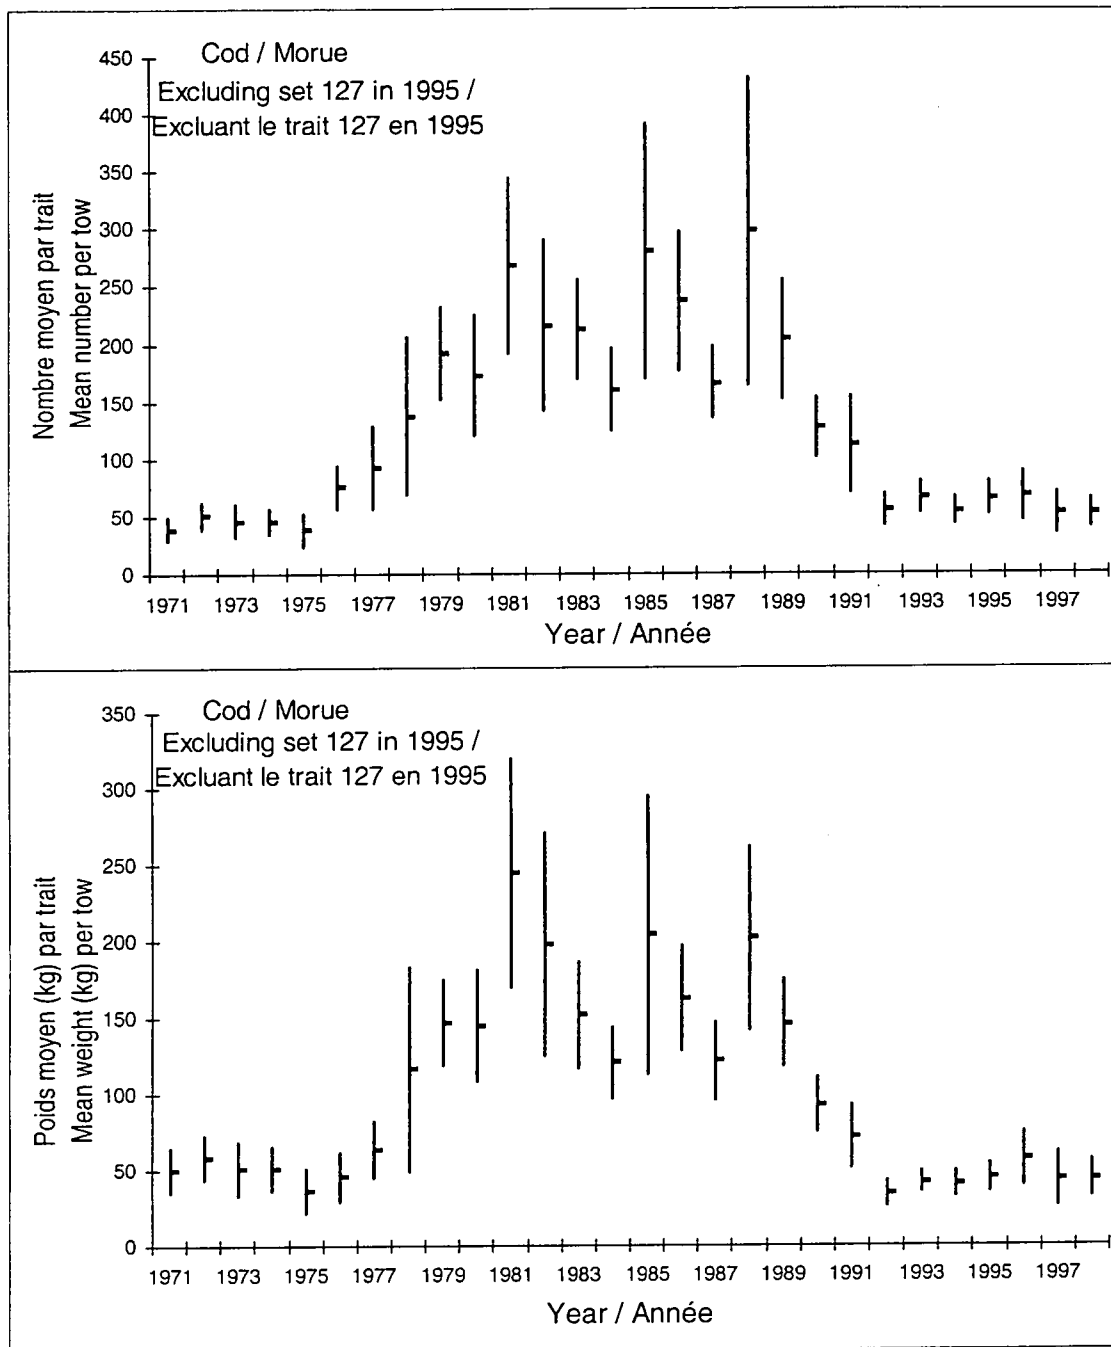 Cod / Morue
Excluding set 127 in 1995 /
Excluant le trait 127 en 1995
Nombre moyen par trait
Mean number per tow
450
400
350
300
250
200
150
100
50
0
1971 1973 1975 1977 1979 1981 1983 1985 1987 1989 1991 1993 1995 1997
Year / Année
Cod / Morue
Excluding set 127 in 1995 /
Excluant le trait 127 en 1995
Poids moyen (kg) par trait
Mean weight (kg) per tow
350
300
250
200
150
100
50
0
1971 1973 1975 1977 1979 1981 1983 1985 1987 1989 1991 1993 1995 1997
Year / Année